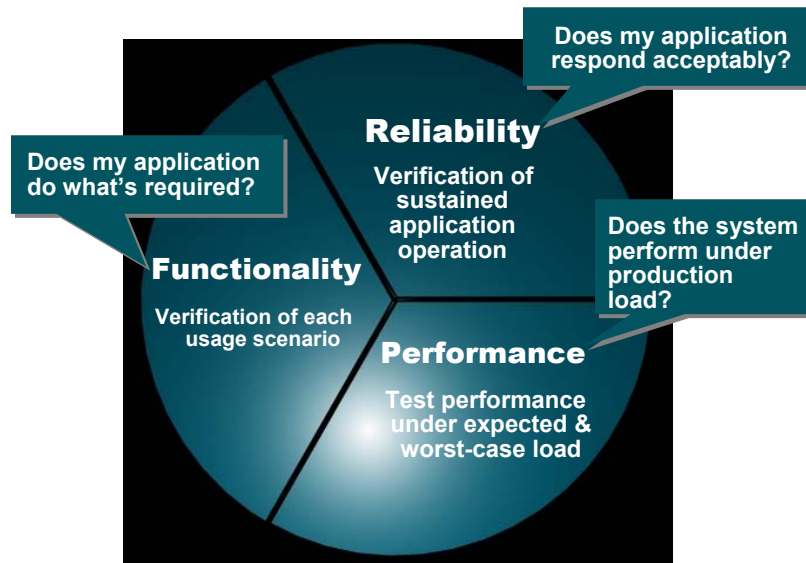 Does my application
respond acceptably?
Reliability
Verification of
sustained
application
operation
Does my application
do what's required?
Functionality
Verification of each
usage scenario
Does the system
perform under
production
load?
Performance
Test performance
under expected &
worst-case load